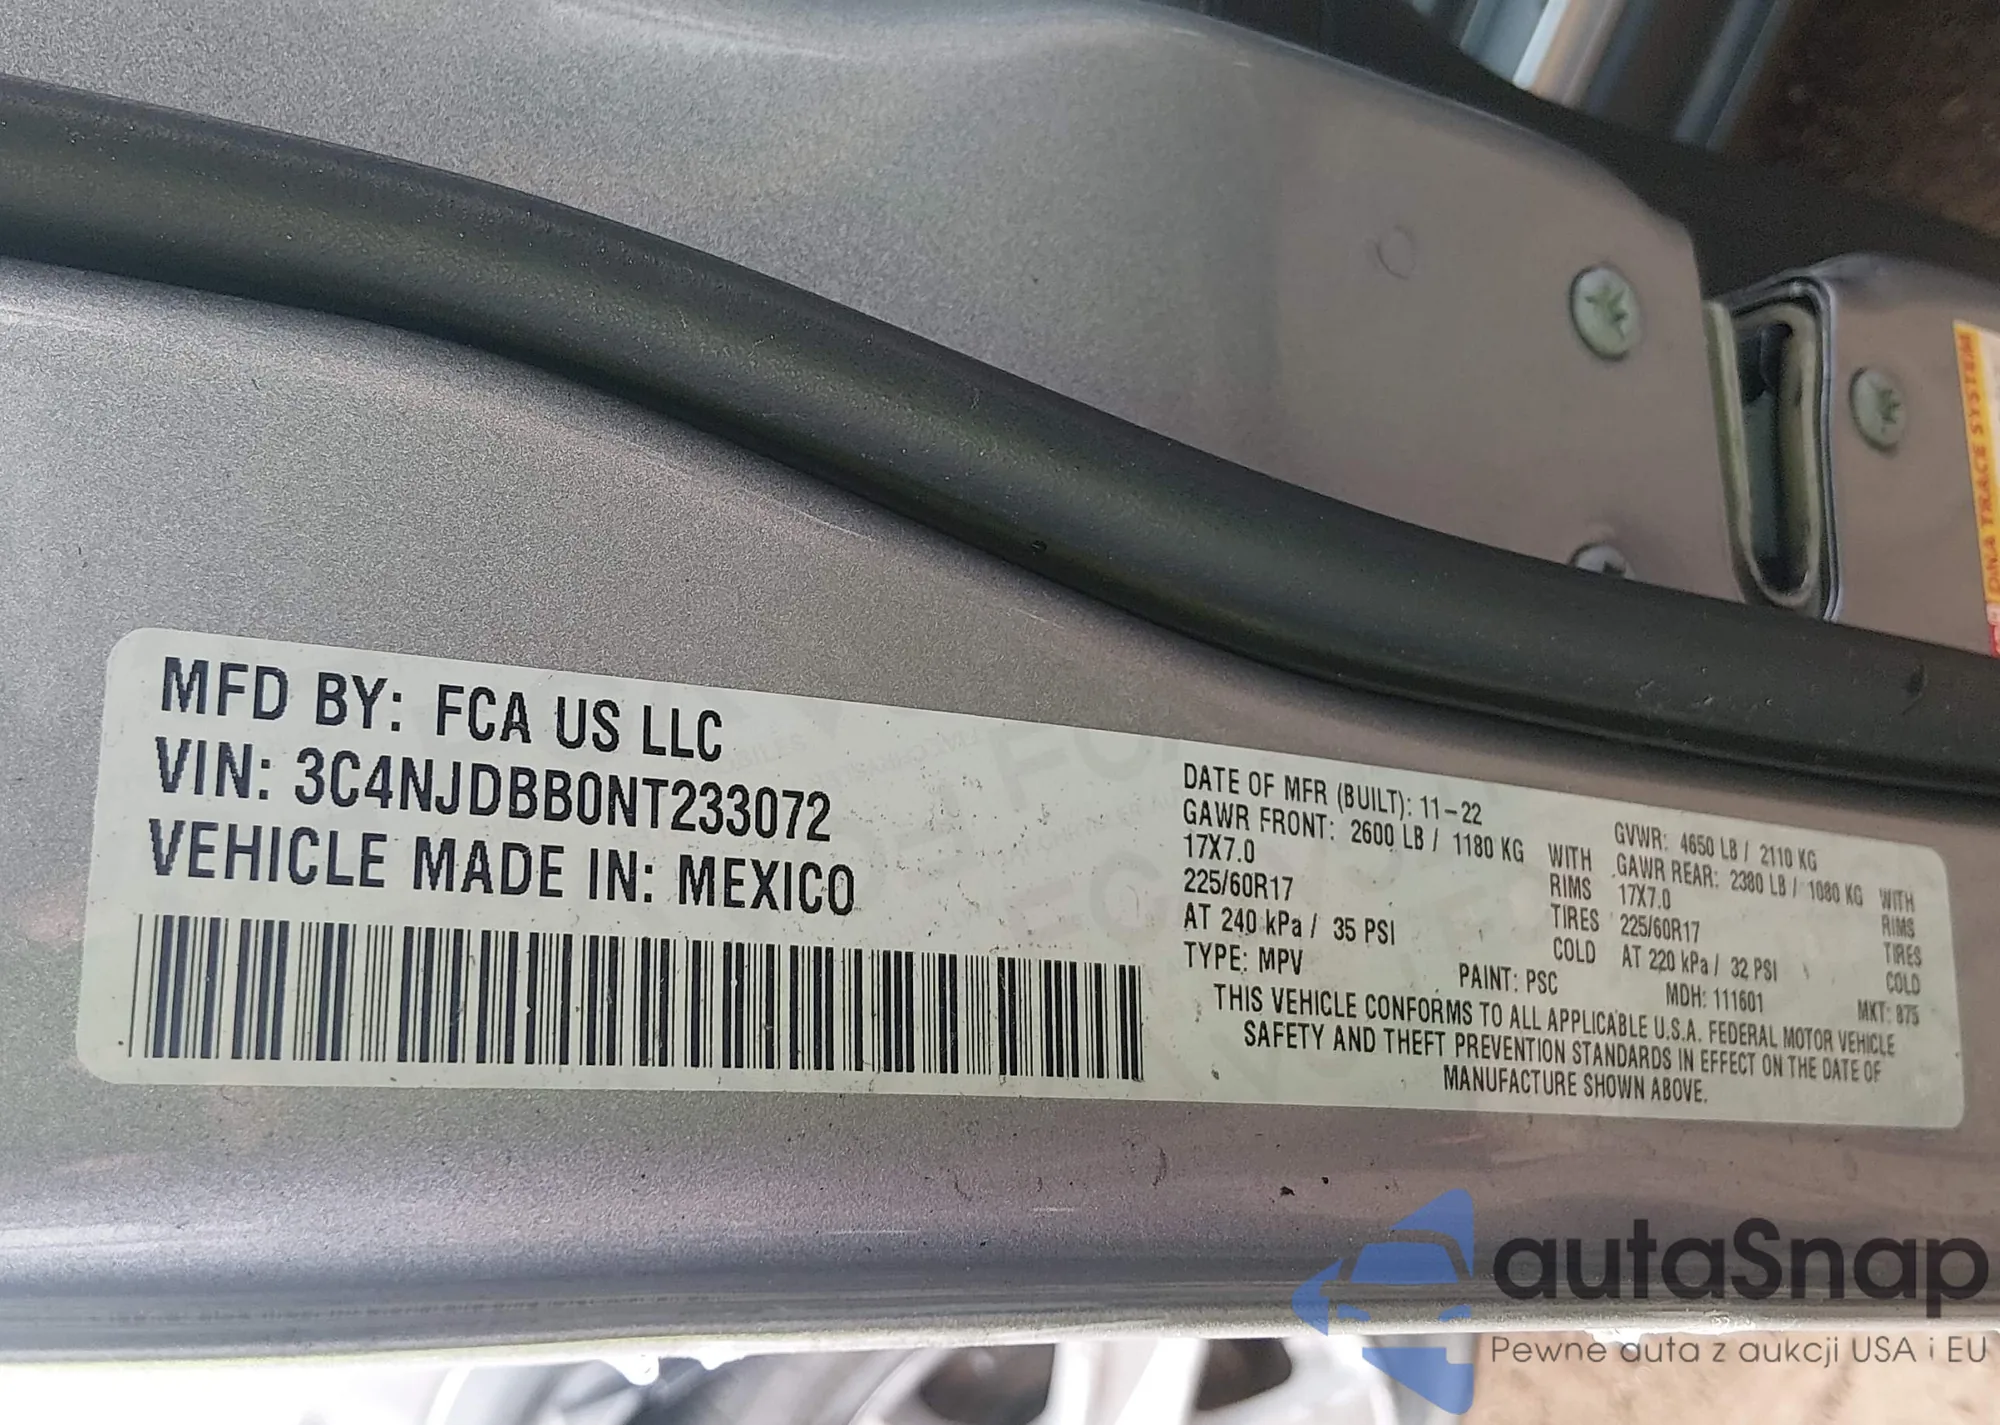 MFD BY: FCA US LLC
VIN: 3C4NJDBB0NT233072
VEHICLE MADE IN: MEXICO
DATE OF MFR (BUILT): 11-22
GVWR: 4650 LB / 2110 KG
GAWR FRONT: 2600 LB / 1180 KG WITH
GAWR REAR: 2380 LB / 1080 KG WITH
17X7.0 RIMS
17X7.0 RIMS
225/60R17 TIRES
225/60R17 TIRES
AT 240 kPa / 35 PSI COLD
AT 220 kPa / 32 PSI COLD
TYPE: MPV PAINT: PSC MDH: 111601 MKT: 875
THIS VEHICLE CONFORMS TO ALL APPLICABLE U.S.A. FEDERAL MOTOR VEHICLE
SAFETY AND THEFT PREVENTION STANDARDS IN EFFECT ON THE DATE OF
MANUFACTURE SHOWN ABOVE.
TRACE SYSTEM
autaSnap
Pewne auta z aukcji USA i EU